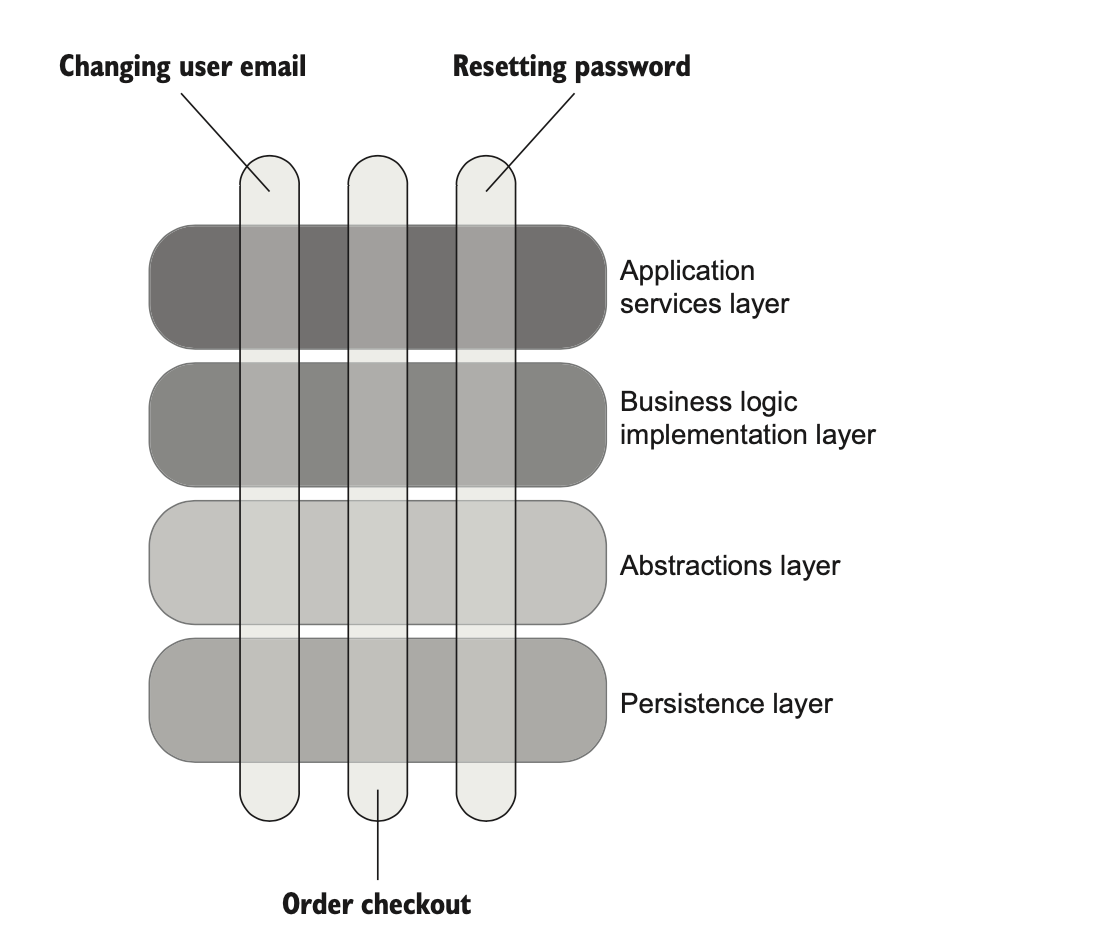 Changing user email
Resetting password
Application
services layer
Business logic
implementation layer
Abstractions layer
Persistence layer
Order checkout